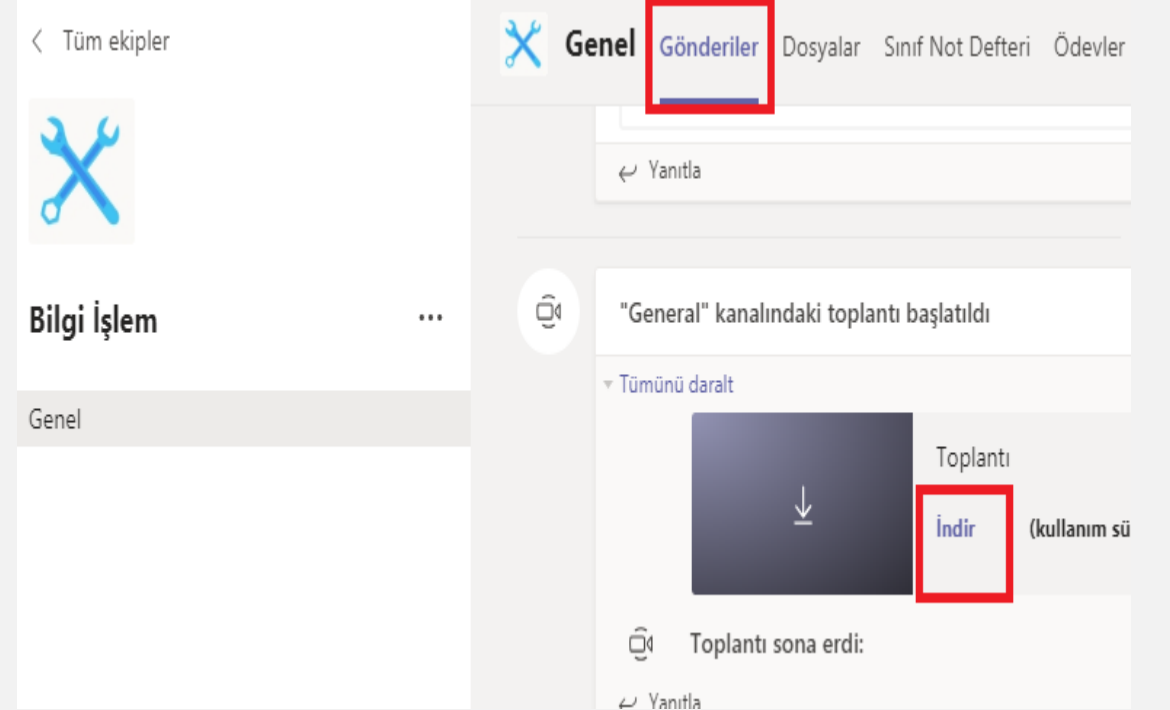 Tüm ekipler
Bilgi İşlem
Genel
Genel Gönderiler Dosyalar Sınıf Not Defteri Ödevler
Yanıtla
"General" kanalındaki toplantı başlatıldı
Tümünü daralt
Toplantı
İndir (kullanım sü
Toplantı sona erdi:
Yanıtla